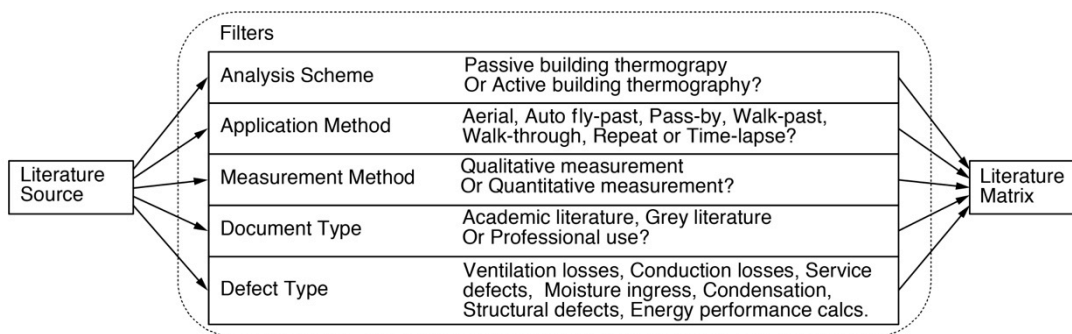 Filters
Analysis Scheme
Passive building thermograpy
Or Active building thermography?
Application Method
Aerial, Auto fly-past, Pass-by, Walk-past,
Walk-through, Repeat or Time-lapse?
Literature
Source
Measurement Method
Qualitative measurement
Or Quantitative measurement?
Literature
Matrix
Document Type
Academic literature, Grey literature
Or Professional use?
Defect Type
Ventilation losses, Conduction losses, Service
defects, Moisture ingress, Condensation,
Structural defects, Energy performance calcs.